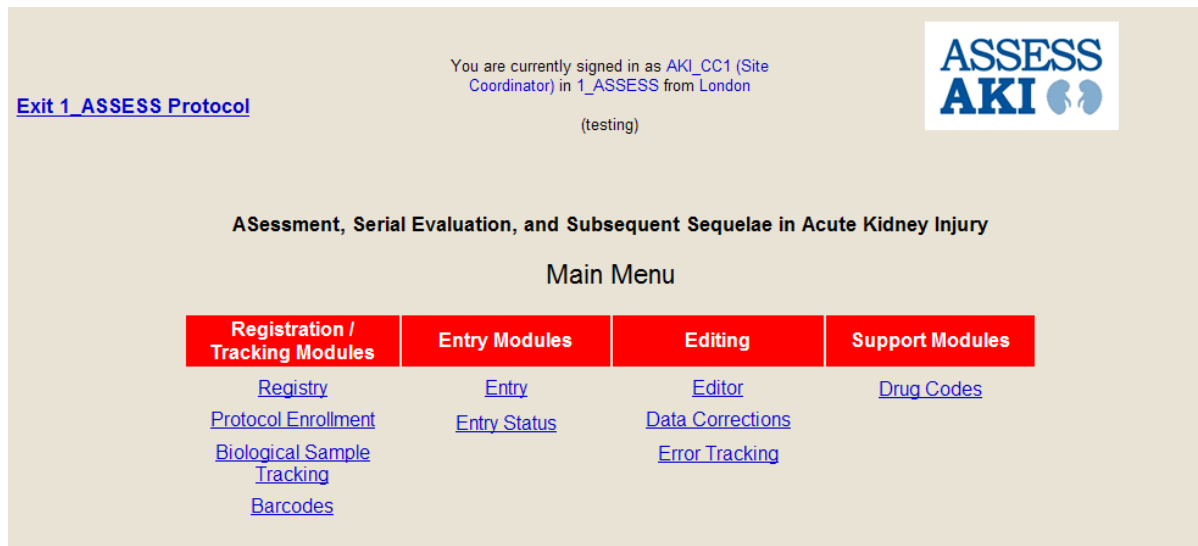 You are currently signed in as AKI_CC1 (Site
Coordinator) in 1_ASSESS from London
(testing)
Exit 1_ASSESS Protocol
ASSESS
AKI
ASessment, Serial Evaluation, and Subsequent Sequelae in Acute Kidney Injury
Main Menu
Registration /
Tracking Modules
Entry Modules
Editing
Support Modules
Registry
Entry
Editor
Drug Codes
Protocol Enrollment
Entry Status
Data Corrections
Biological Sample
Tracking
Error Tracking
Barcodes